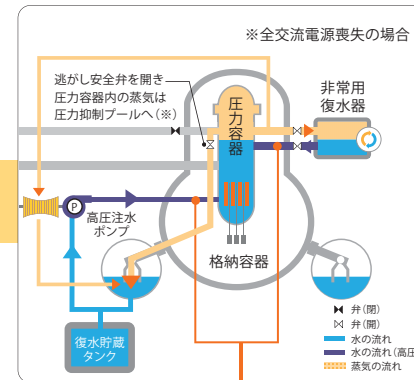 ※全交流電源喪失の場合
逃がし安全弁を開き
圧力容器内の蒸気は
圧力抑制プールへ(※)
圧力容器
非常用
復水器
P
高圧注水
ポンプ
格納容器
復水貯蔵
タンク
弁(閉)
弁(開)
水の流れ
水の流れ(高圧
蒸気の流れ